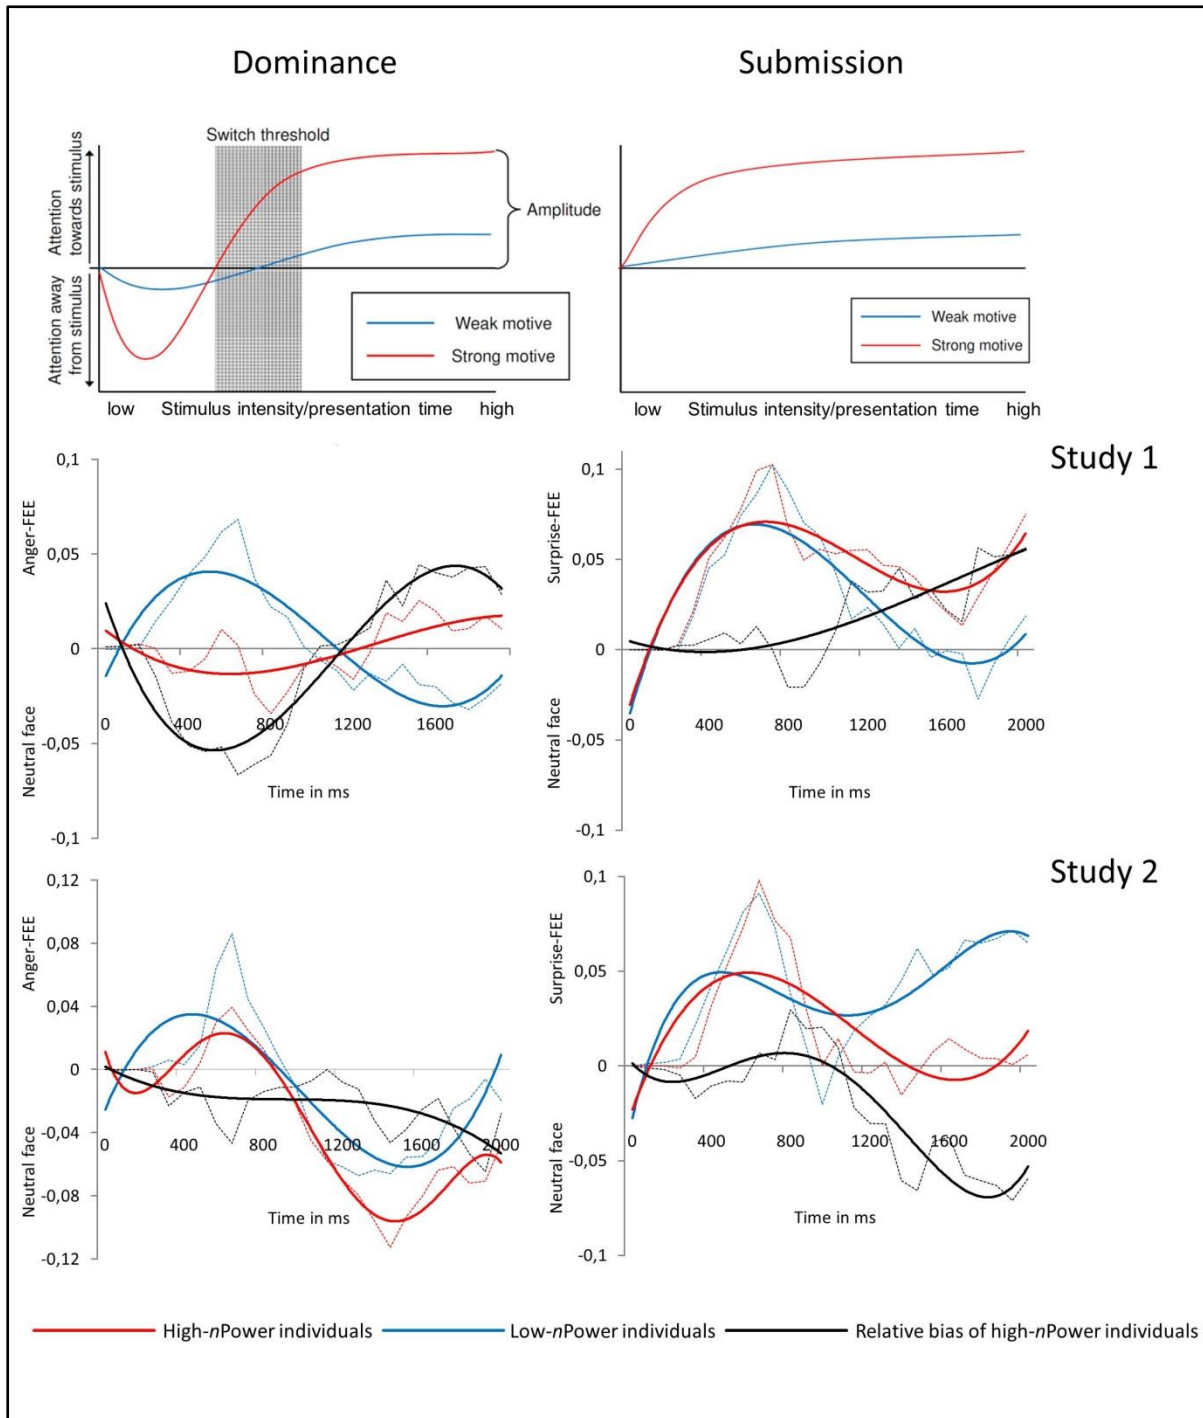 Dominance
Submission
Switch threshold
Attention towards stimulus
Attention away from stimulus
Amplitude
Weak motive
Strong motive
low Stimulus intensity/presentation time high
Weak motive
Strong motive
low Stimulus intensity/presentation time high
Study 1
0,1
0,05
0
-0,05
-0,1
Anger-FEE
Neutral face
0 400 800 1200 1600
Time in ms
0,1
0,05
0
-0,05
-0,1
Surprise-FEE
Neutral face
0 400 800 1200 1600 2000
Time in ms
Study 2
0,12
0,08
0,04
0
-0,04
-0,08
-0,12
Anger-FEE
Neutral face
0 400 800 1200 1600 2000
Time in ms
0,1
0,05
0
-0,05
-0,1
Surprise-FEE
Neutral face
0 400 800 1200 1600 2000
Time in ms
High-nPower individuals Low-nPower individuals Relative bias of high-nPower individuals